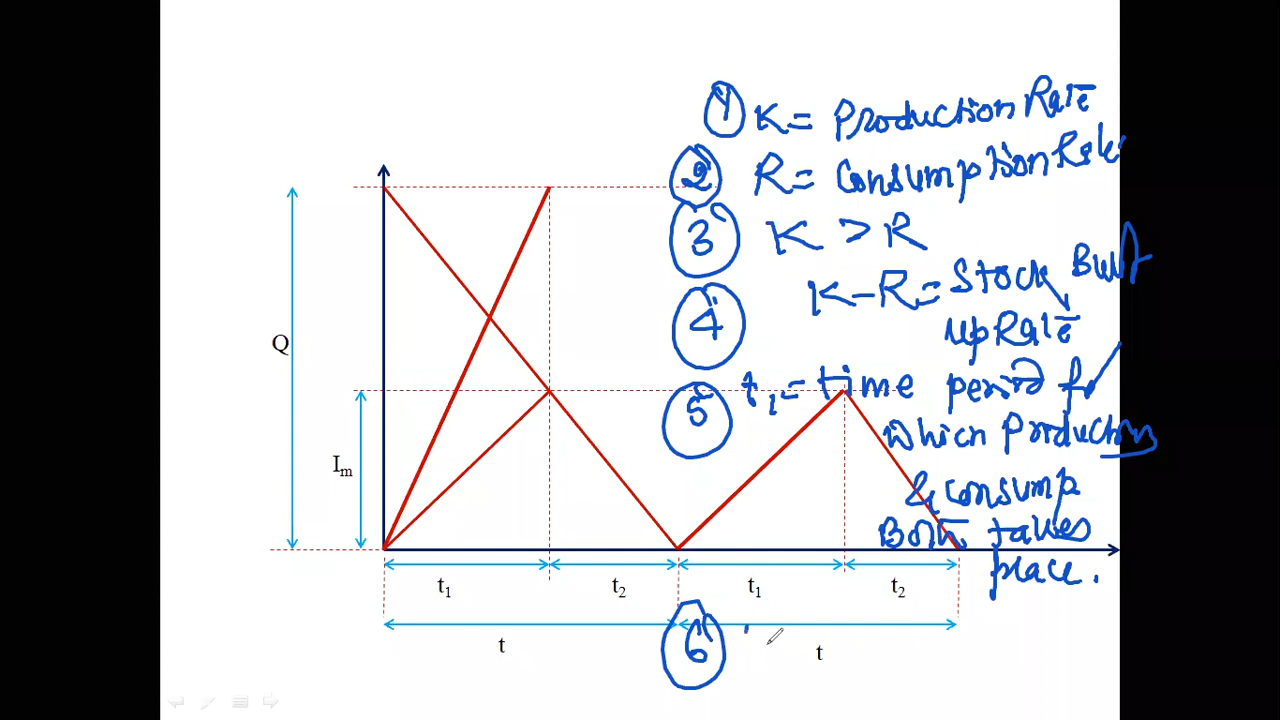 1 K = Production Rate
2 R = Consumption Rate
3 K > R
4 K - R = Stock Built
up Rate
5 t1 = time period for
which Production
& consump
Both takes
place.
6
Q
Im
t1 t2 t1 t2
t t